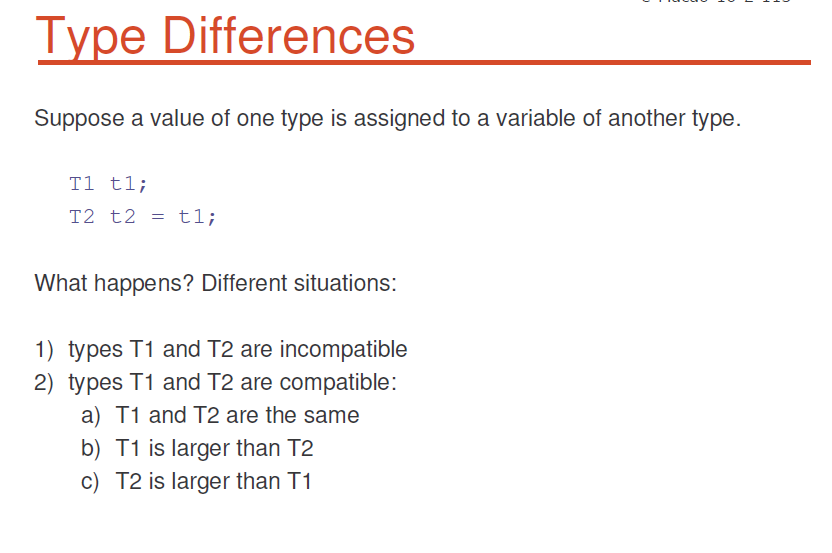 Type Differences
Suppose a value of one type is assigned to a variable of another type.
T1 t1;
T2 t2 = t1;
What happens? Different situations:
1) types T1 and T2 are incompatible
2) types T1 and T2 are compatible:
a) T1 and T2 are the same
b) T1 is larger than T2
c) T2 is larger than T1